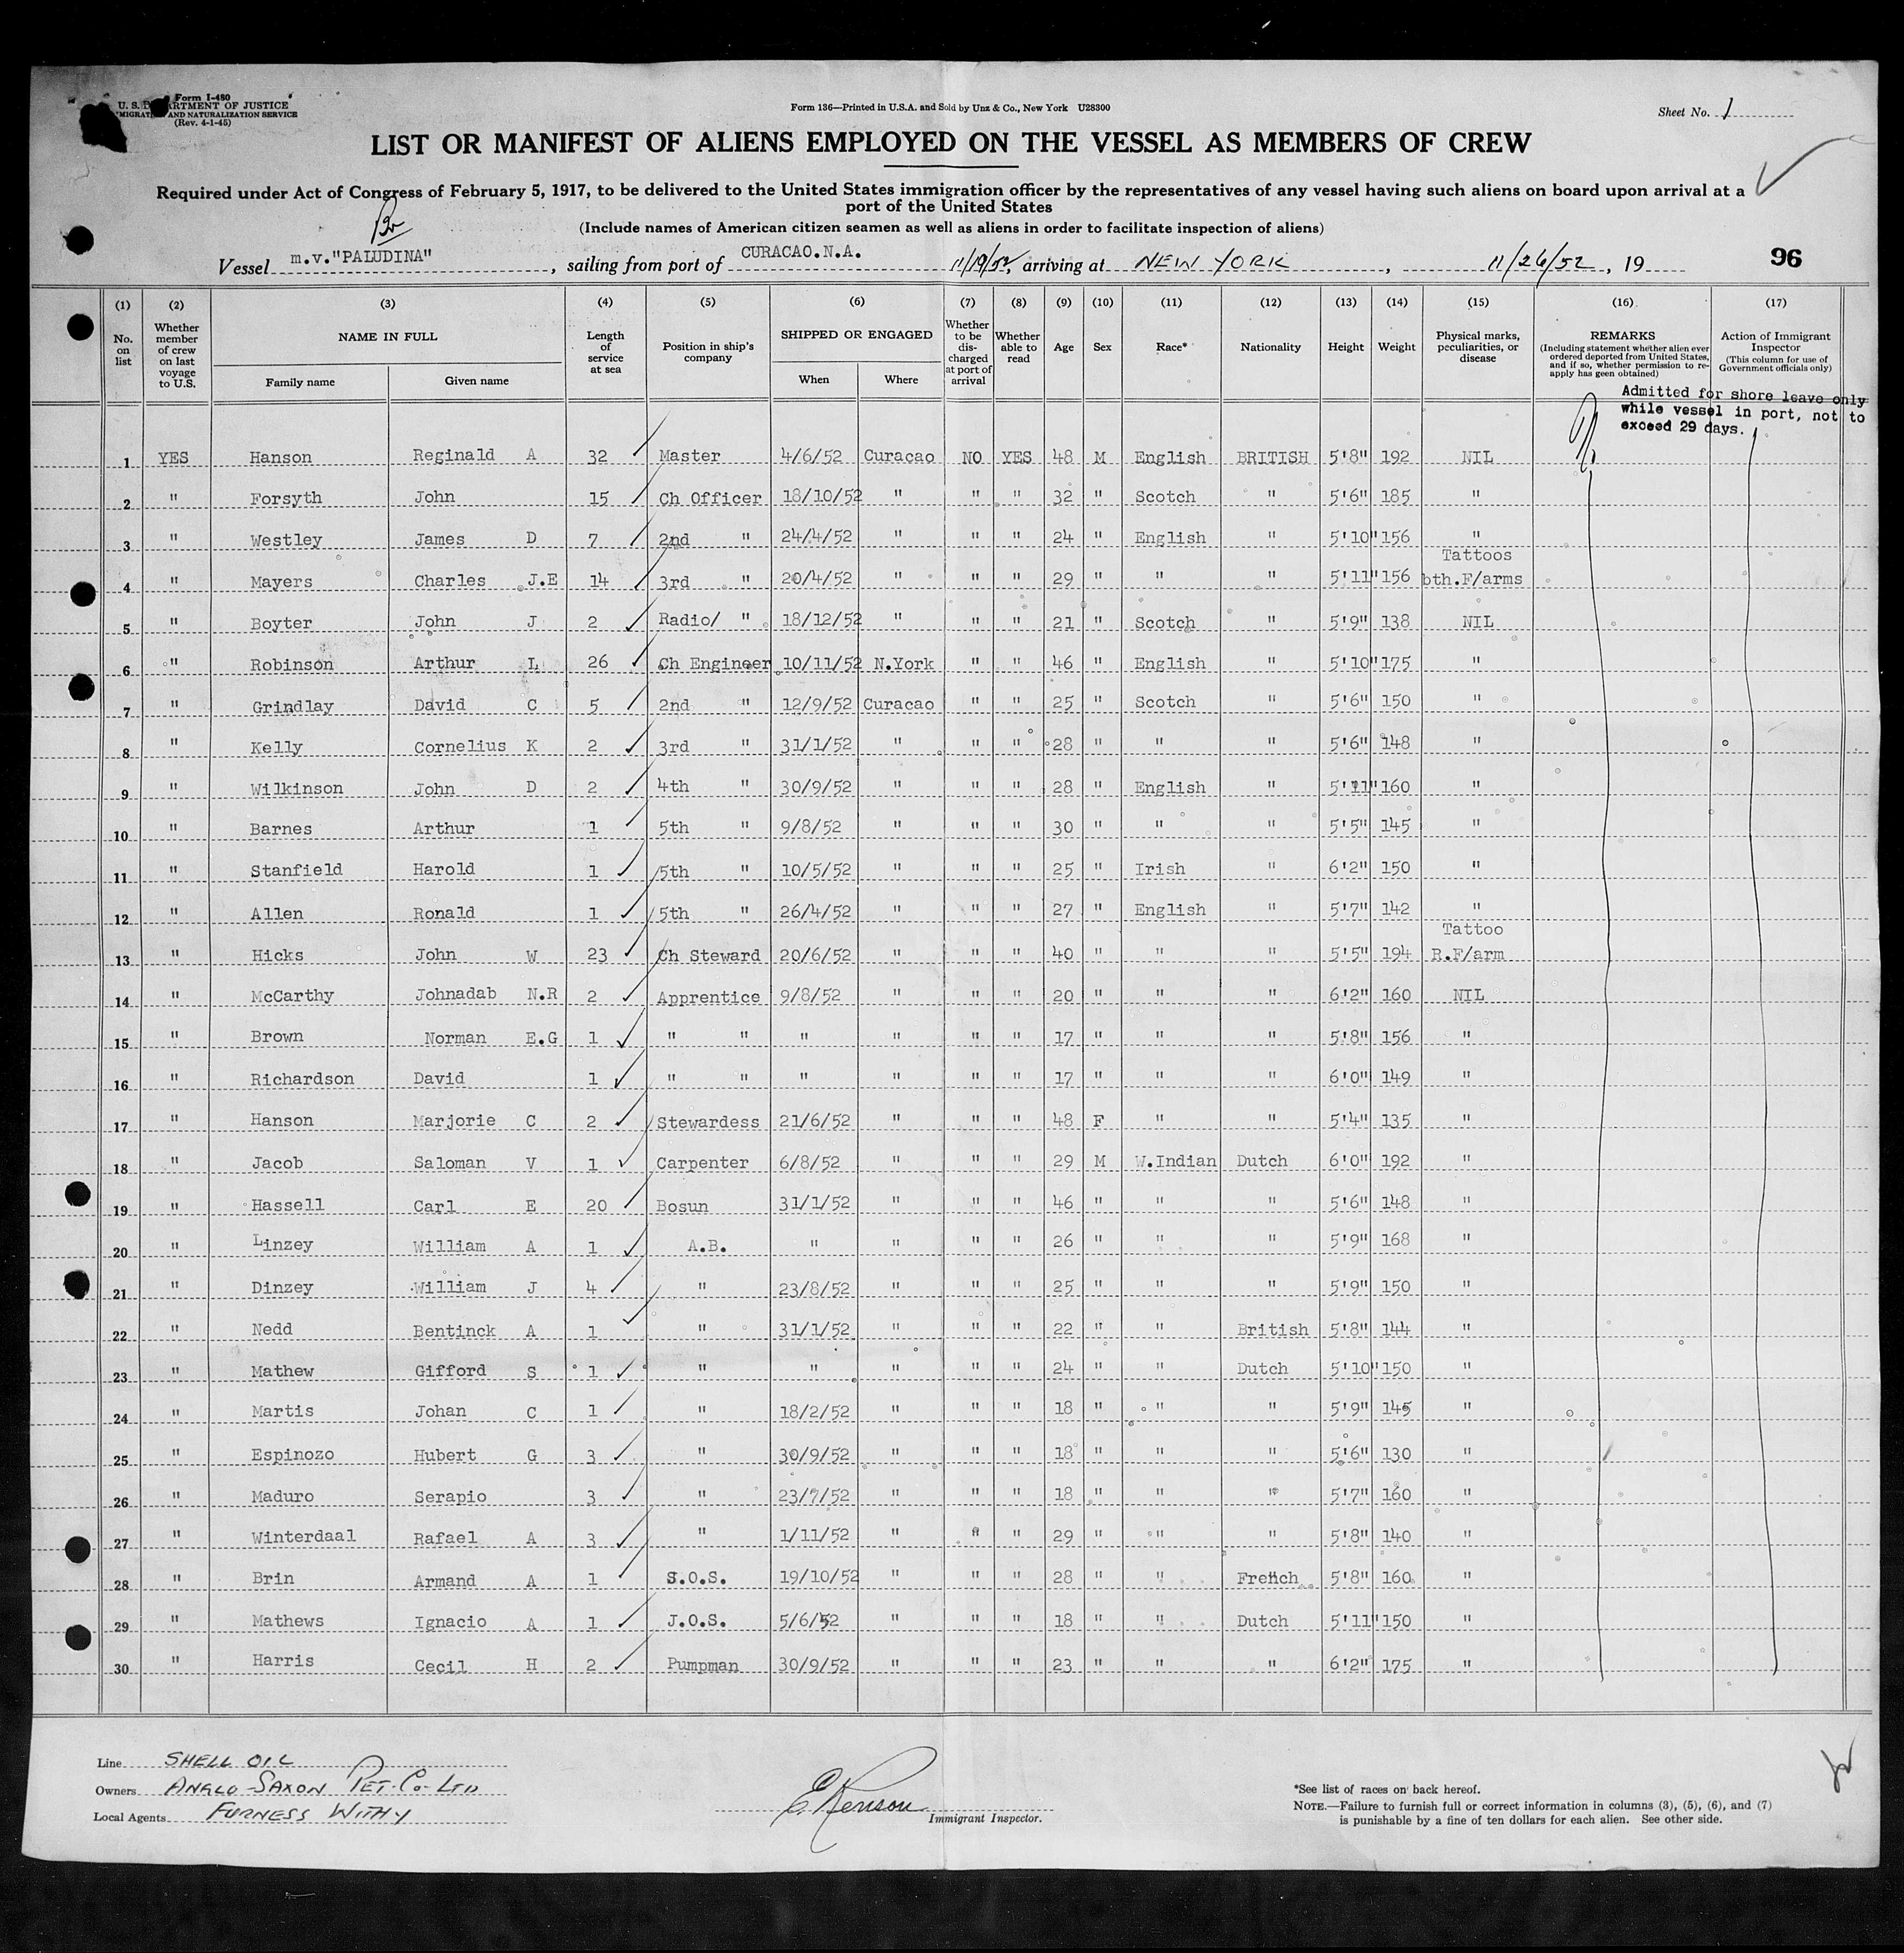 Form I-480
U. S. DEPARTMENT OF JUSTICE
IMMIGRATION AND NATURALIZATION SERVICE
(Rev. 4-1-45)
Form 136—Printed in U.S.A. and Sold by Unz & Co., New York U28300
Sheet No. 1
LIST OR MANIFEST OF ALIENS EMPLOYED ON THE VESSEL AS MEMBERS OF CREW
Required under Act of Congress of February 5, 1917, to be delivered to the United States immigration officer by the representatives of any vessel having such aliens on board upon arrival at a
port of the United States
(Include names of American citizen seamen as well as aliens in order to facilitate inspection of aliens)
Vessel m.v."PALUDINA", sailing from port of CURACAO.N.A. 11/19/52, arriving at NEW YORK, 11/26/52, 19 96
(1) No. on list
(2) Whether member of crew on last voyage to U.S.
(3) NAME IN FULL Family name Given name
(4) Length of service at sea
(5) Position in ship's company
(6) SHIPPED OR ENGAGED When Where
(7) Whether to be discharged at port of arrival
(8) Whether able to read
(9) Age
(10) Sex
(11) Race*
(12) Nationality
(13) Height
(14) Weight
(15) Physical marks, peculiarities, or disease
(16) REMARKS (Including statement whether alien ever ordered deported from United States, and if so, whether permission to re-apply has geen obtained)
(17) Action of Immigrant Inspector (This column for use of Government officials only)
Admitted for shore leave only
while vessel in port, not to
exceed 29 days.
1 YES Hanson Reginald A 32 Master 4/6/52 Curacao NO YES 48 M English BRITISH 5'8" 192 NIL
2 " Forsyth John 15 Ch Officer 18/10/52 " " " 32 " Scotch " 5'6" 185 "
3 " Westley James D 7 2nd " 24/4/52 " " " 24 " English " 5'10" 156 "
4 " Mayers Charles J.E 14 3rd " 20/4/52 " " " 29 " " " 5'11" 156 Tattoos bth.F/arms
5 " Boyter John J 2 Radio/ " 18/12/52 " " " 21 " Scotch " 5'9" 138 NIL
6 " Robinson Arthur L 26 Ch Engineer 10/11/52 N.York " " 46 " English " 5'10" 175 "
7 " Grindlay David C 5 2nd " 12/9/52 Curacao " " 25 " Scotch " 5'6" 150 "
8 " Kelly Cornelius K 2 3rd " 31/1/52 " " " 28 " " " 5'6" 148 "
9 " Wilkinson John D 2 4th " 30/9/52 " " " 28 " English " 5'11" 160 "
10 " Barnes Arthur 1 5th " 9/8/52 " " " 30 " " " 5'5" 145 "
11 " Stanfield Harold 1 5th " 10/5/52 " " " 25 " Irish " 6'2" 150 "
12 " Allen Ronald 1 5th " 26/4/52 " " " 27 " English " 5'7" 142 "
13 " Hicks John W 23 Ch Steward 20/6/52 " " " 40 " " " 5'5" 194 Tattoo R.F/arm
14 " McCarthy Johnadab N.R 2 Apprentice 9/8/52 " " " 20 " " " 6'2" 160 NIL
15 " Brown Norman E.G 1 " " " " " " 17 " " " 5'8" 156 "
16 " Richardson David 1 " " " " " " 17 " " " 6'0" 149 "
17 " Hanson Marjorie C 2 Stewardess 21/6/52 " " " 48 F " " 5'4" 135 "
18 " Jacob Saloman V 1 Carpenter 6/8/52 " " " 29 M W.Indian Dutch 6'0" 192 "
19 " Hassell Carl E 20 Bosun 31/1/52 " " " 46 " " " 5'6" 148 "
20 " Linzey William A 1 A.B. " " " " 26 " " " 5'9" 168 "
21 " Dinzey William J 4 " 23/8/52 " " " 25 " " " 5'9" 150 "
22 " Nedd Bentinck A 1 " 31/1/52 " " " 22 " " British 5'8" 144 "
23 " Mathew Gifford S 1 " " " " " 24 " " Dutch 5'10" 150 "
24 " Martis Johan C 1 " 18/2/52 " " " 18 " " " 5'9" 145 "
25 " Espinozo Hubert G 3 " 30/9/52 " " " 18 " " " 5'6" 130 "
26 " Maduro Serapio 3 " 23/7/52 " " " 18 " " " 5'7" 160 "
27 " Winterdaal Rafael A 3 " 1/11/52 " " " 29 " " " 5'8" 140 "
28 " Brin Armand A 1 S.O.S. 19/10/52 " " " 28 " " French 5'8" 160 "
29 " Mathews Ignacio A 1 J.O.S. 5/6/52 " " " 18 " " Dutch 5'11" 150 "
30 " Harris Cecil H 2 Pumpman 30/9/52 " " " 23 " " " 6'2" 175 "
Line SHELL OIL
Owners ANGLO-SAXON PET. CO. LTD
Local Agents FURNESS WITHY
Immigrant Inspector.
*See list of races on back hereof.
NOTE.—Failure to furnish full or correct information in columns (3), (5), (6), and (7)
is punishable by a fine of ten dollars for each alien. See other side.